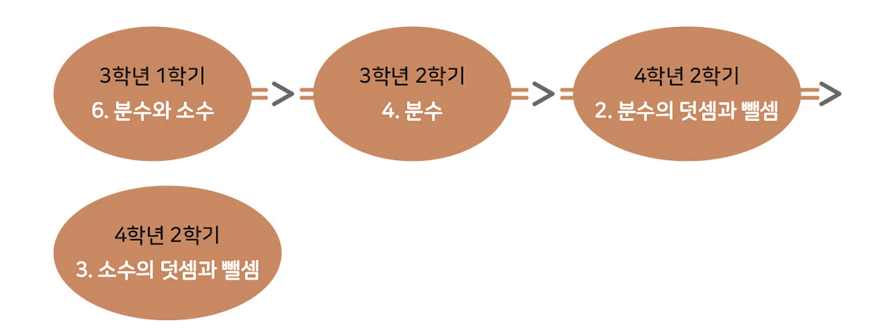 3학년 1학기
6. 분수와 소수
3학년 2학기
4. 분수
4학년 2학기
2. 분수의 덧셈과 뺄셈
4학년 2학기
3. 소수의 덧셈과 뺄셈